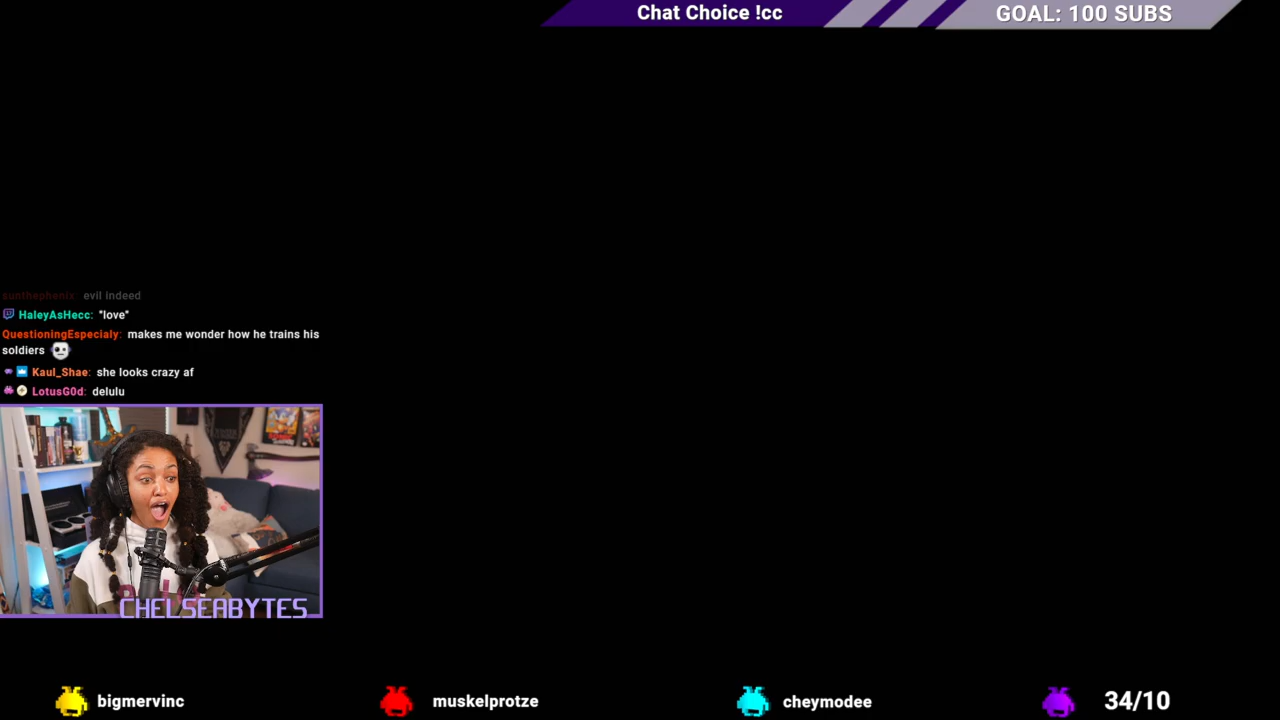 Chat Choice !cc
GOAL: 100 SUBS
sunthephenix: evil indeed
HaleyAsHecc: *love*
QuestioningEspecialy: makes me wonder how he trains his
soldiers
Kaul_Shae: she looks crazy af
LotusG0d: delulu
CHELSEABYTES
bigmervinc
muskelprotze
cheymodee
34/10